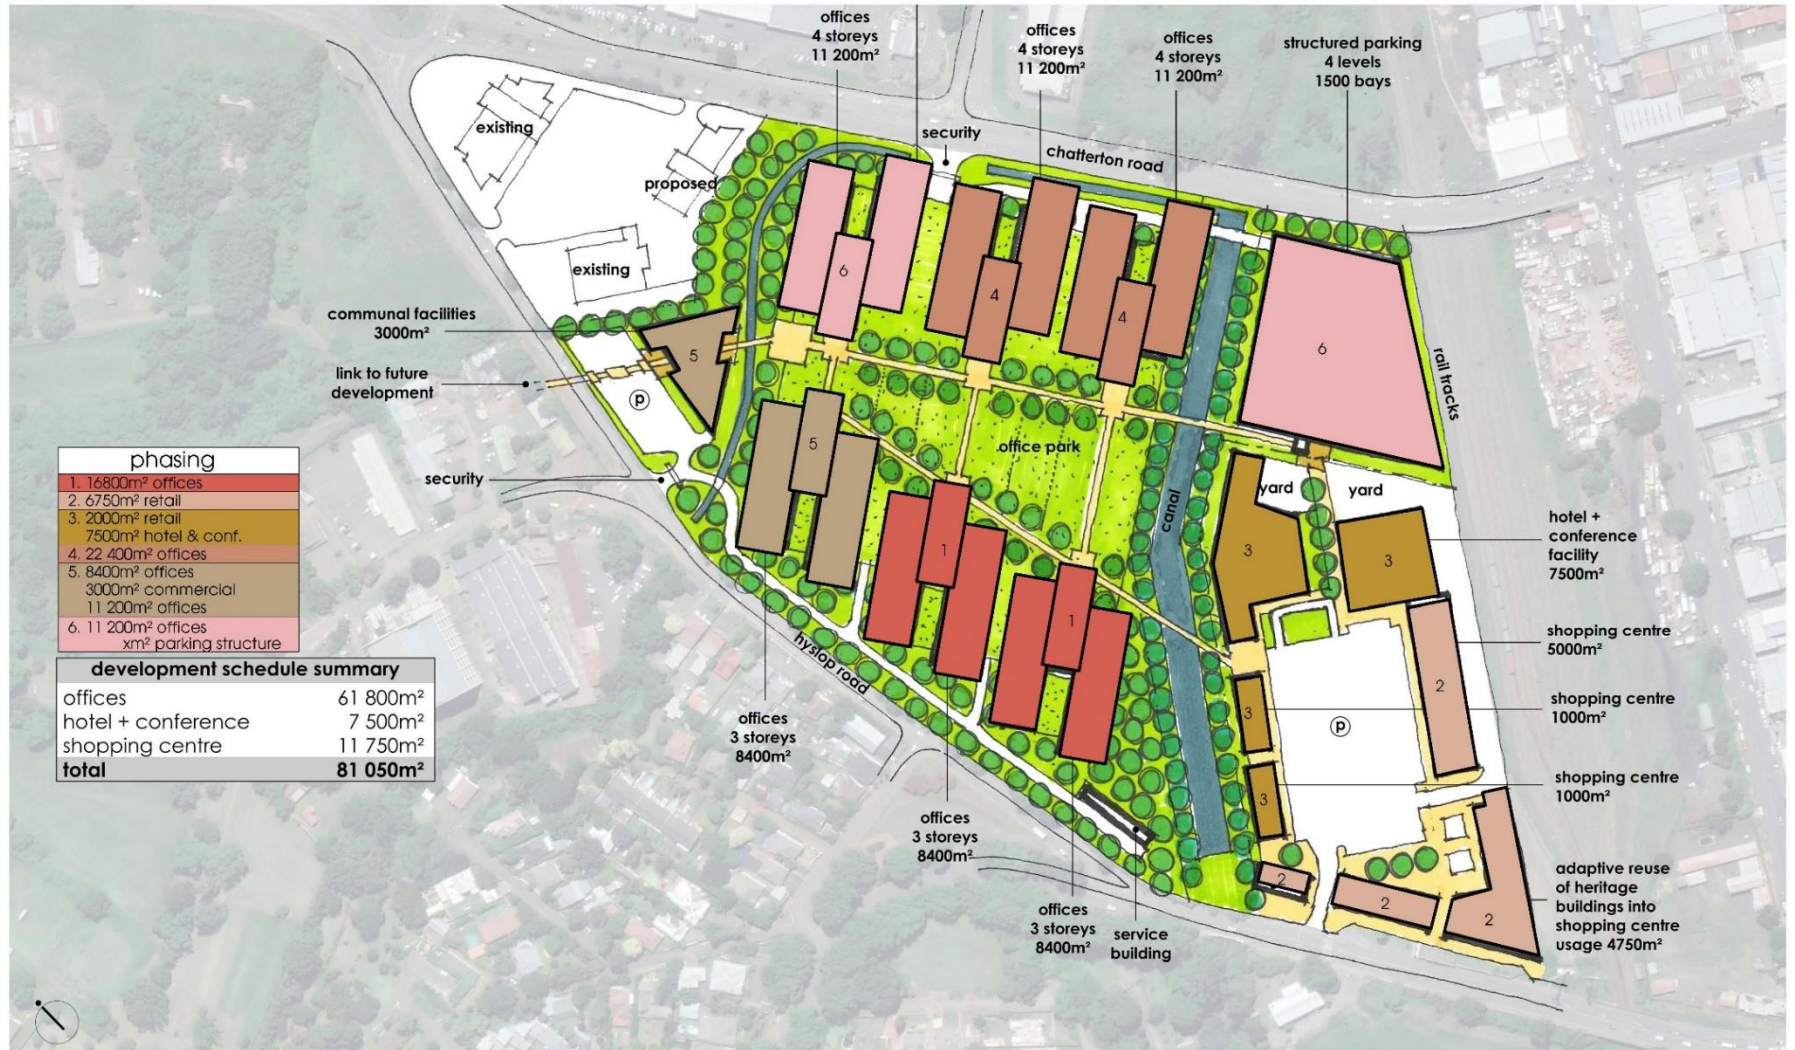 offices
4 storeys
11 200m²
offices
4 storeys
11 200m²
offices
4 storeys
11 200m²
structured parking
4 levels
1500 bays
security
chatterton road
existing
proposed
existing
communal facilities
3000m²
link to future
development
security
6
4
4
6
5
p
5
office park
canal
rail tracks
yard
yard
3
3
1
1
hyslop road
hotel +
conference
facility
7500m²
shopping centre
5000m²
2
3
p
shopping centre
1000m²
3
shopping centre
1000m²
2
2
2
adaptive reuse
of heritage
buildings into
shopping centre
usage 4750m²
offices
3 storeys
8400m²
offices
3 storeys
8400m²
offices
3 storeys
8400m²
service
building
phasing
1. 16800m² offices
2. 6750m² retail
3. 2000m² retail
7500m² hotel & conf.
4. 22 400m² offices
5. 8400m² offices
3000m² commercial
11 200m² offices
6. 11 200m² offices
xm² parking structure
development schedule summary
offices 61 800m²
hotel + conference 7 500m²
shopping centre 11 750m²
total 81 050m²